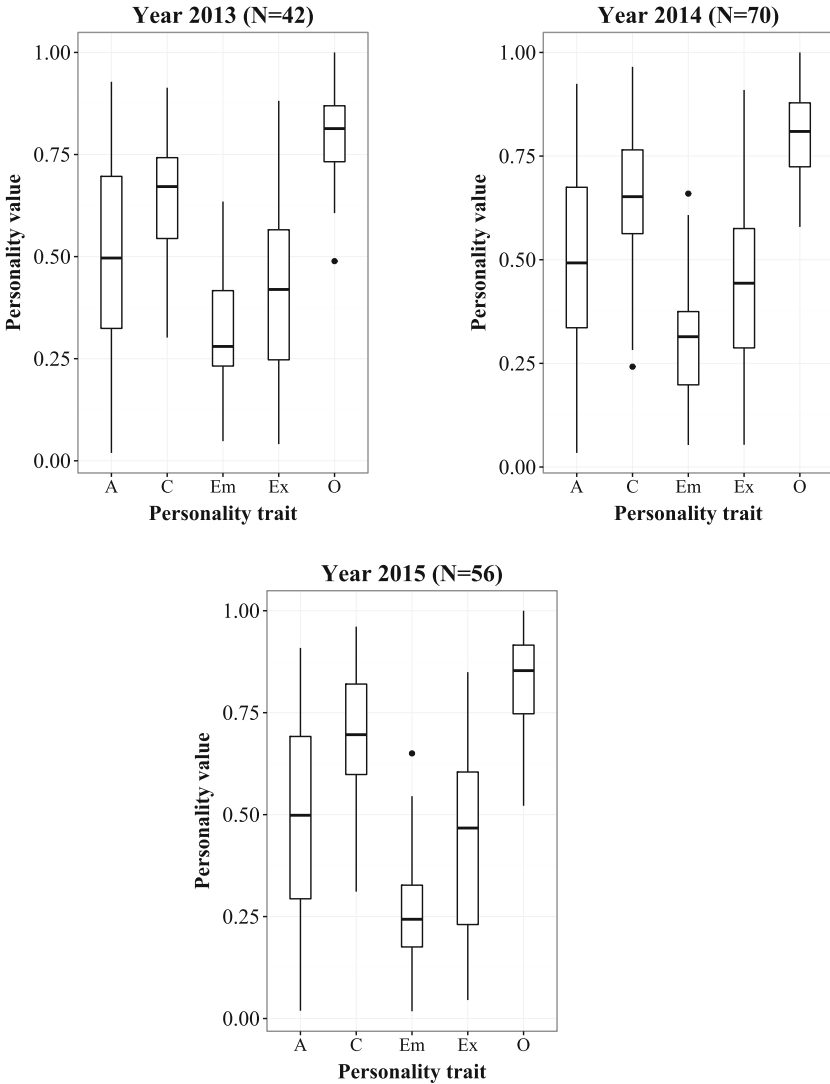 Year 2013 (N=42)
Personality value
1.00
0.75
0.50
0.25
0.00
A C Em Ex O
Personality trait
Year 2014 (N=70)
Personality value
1.00
0.75
0.50
0.25
0.00
A C Em Ex O
Personality trait
Year 2015 (N=56)
Personality value
1.00
0.75
0.50
0.25
0.00
A C Em Ex O
Personality trait